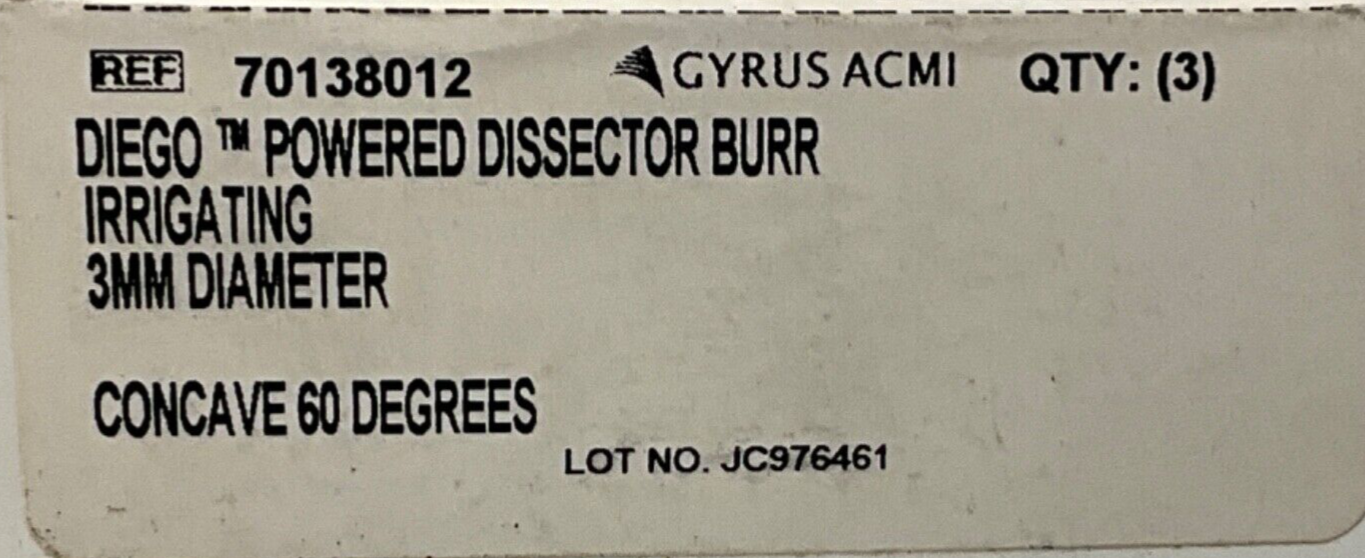 REF 70138012 GYRUS ACMI QTY: (3)
DIEGO ™ POWERED DISSECTOR BURR
IRRIGATING
3MM DIAMETER
CONCAVE 60 DEGREES
LOT NO. JC976461